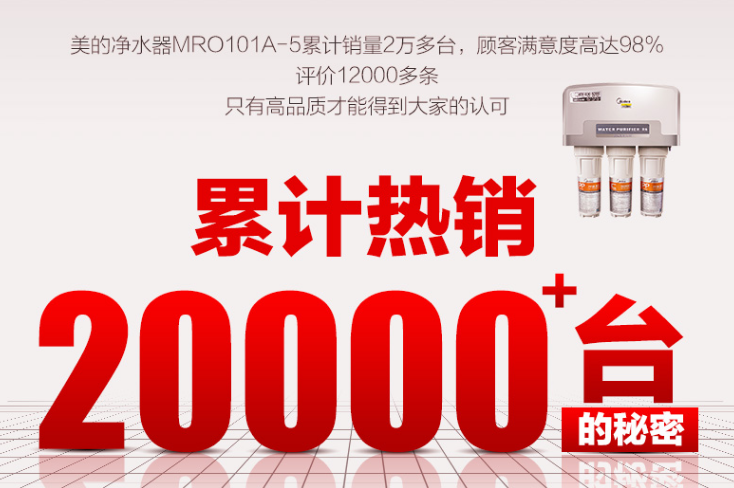 美的净水器MRO101A-5累计销量2万多台，顾客满意度高达98%
评价12000多条
只有高品质才能得到大家的认可
Midea
WATER PURIFIER
累计热销
20000+台
的秘密